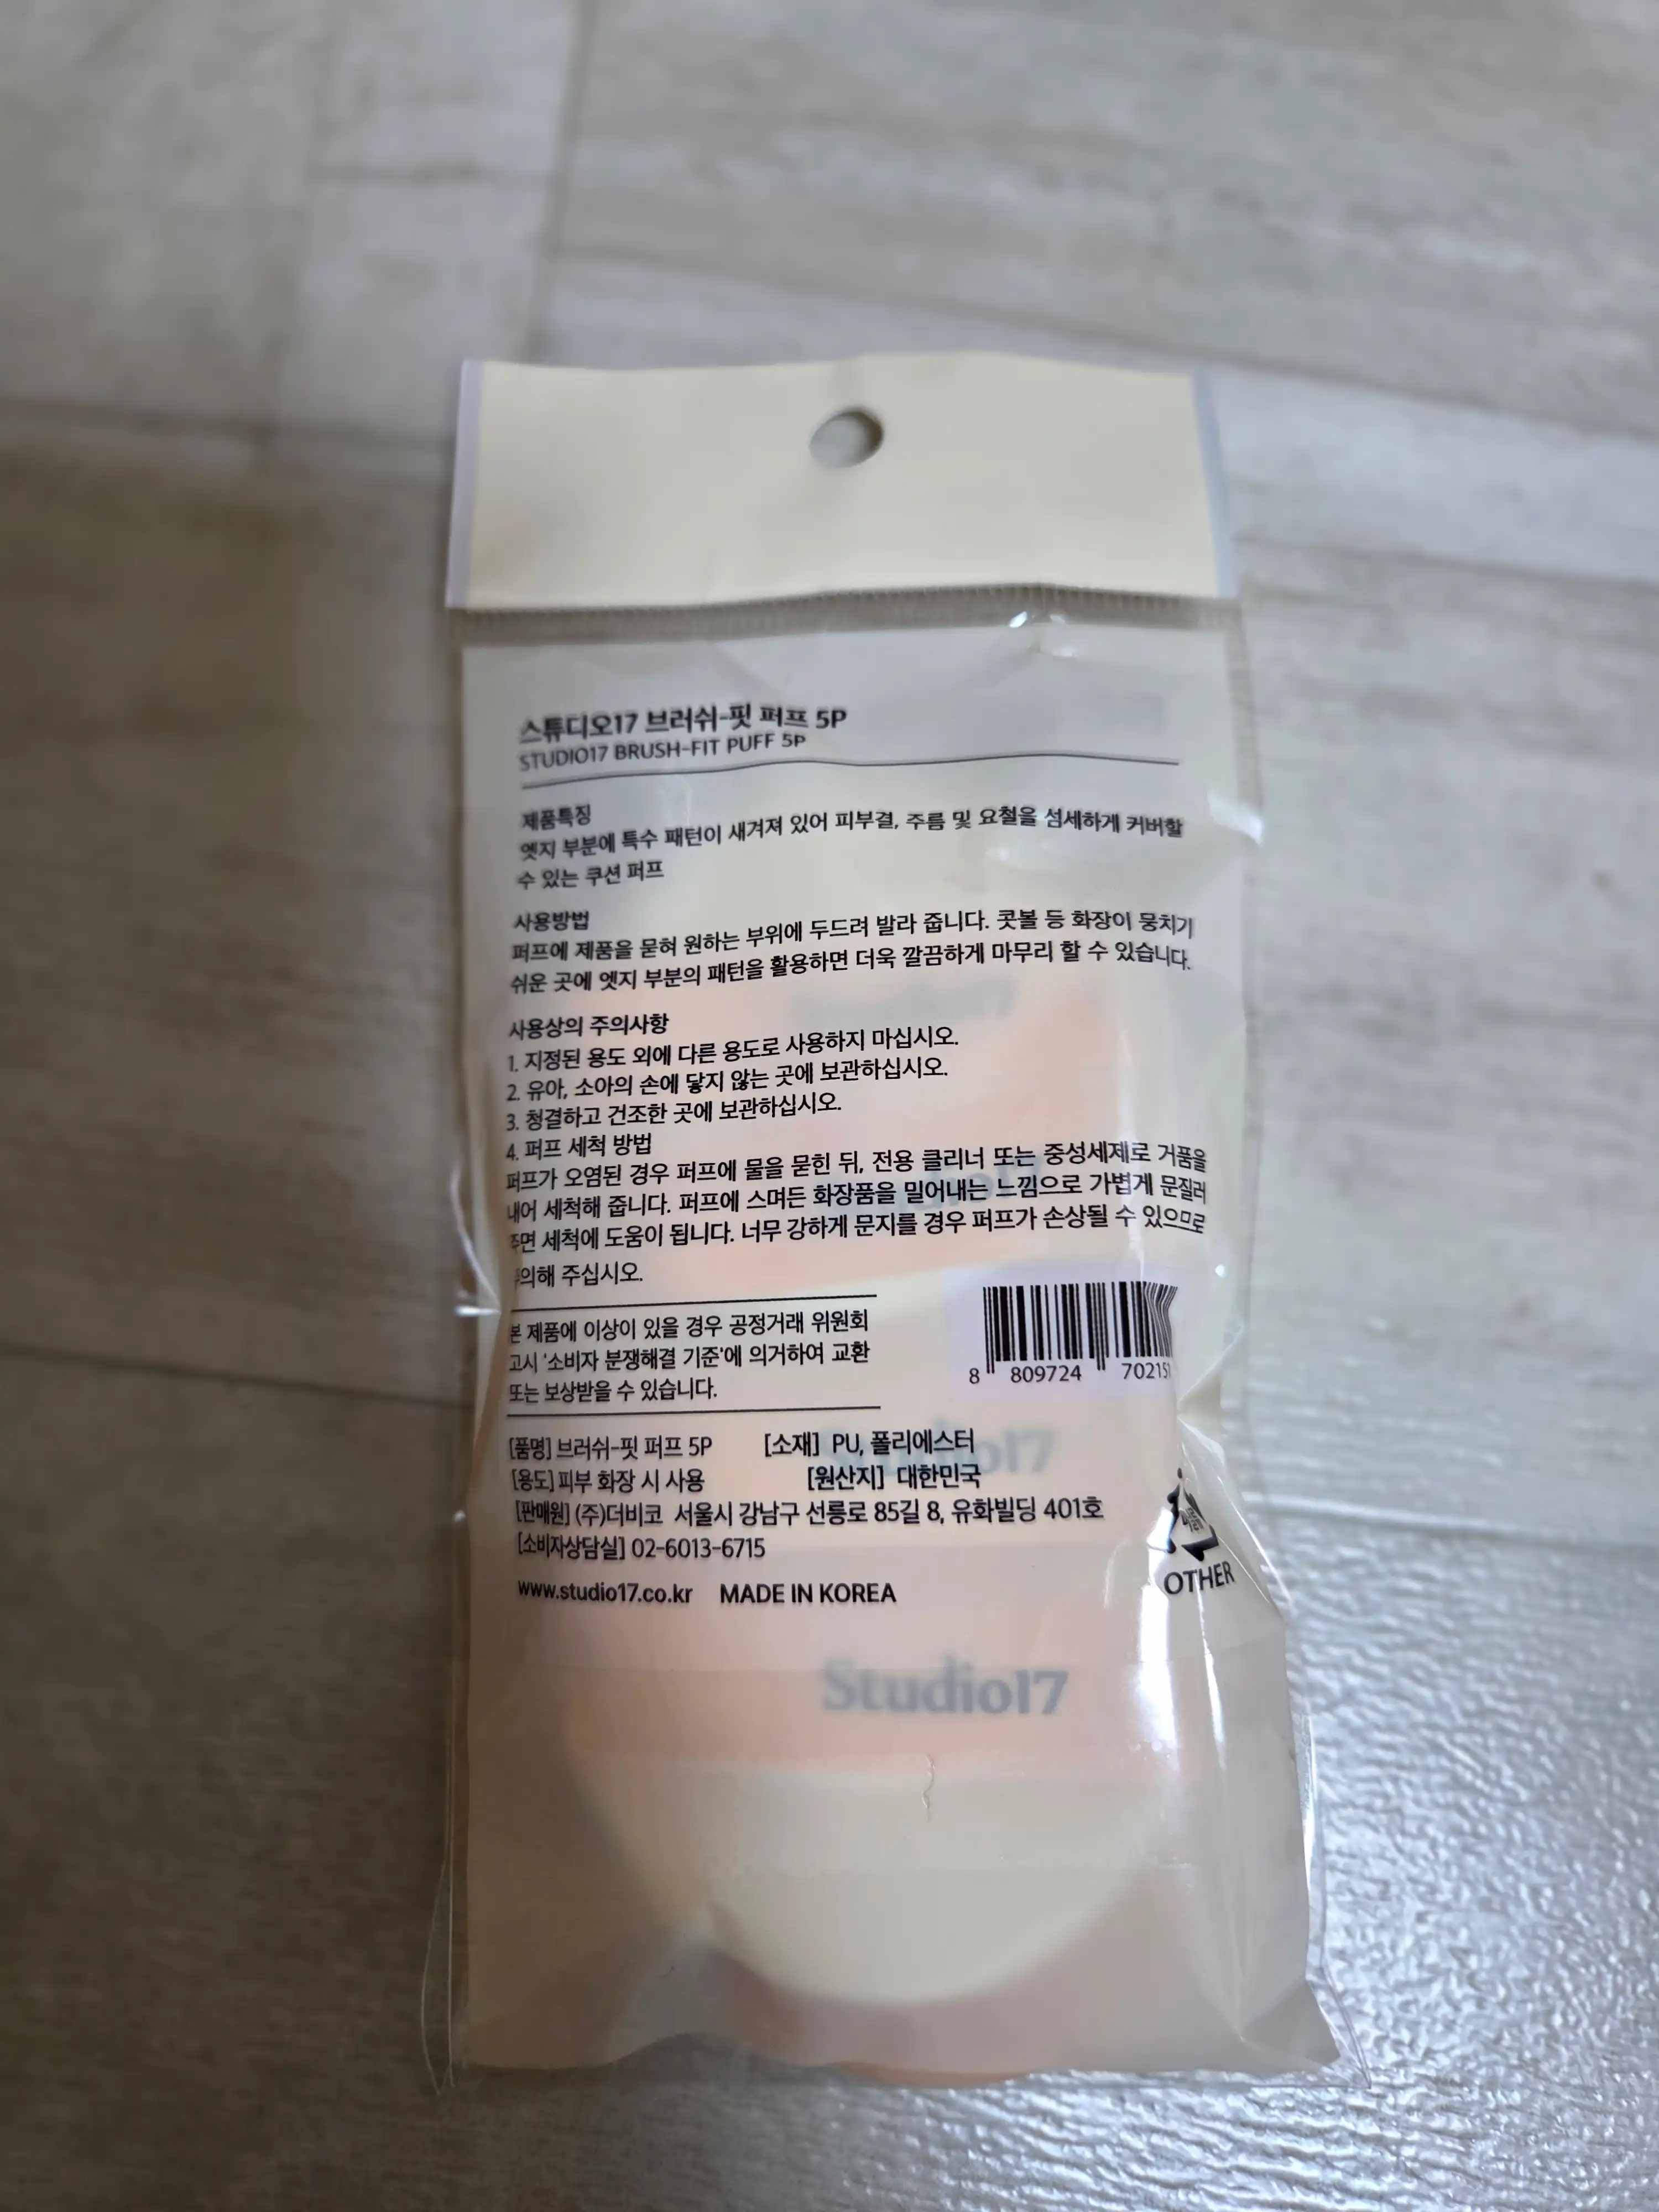 스튜디오17 브러쉬-핏 퍼프 5P
STUDIO17 BRUSH-FIT PUFF 5P
제품특징
엣지 부분에 특수 패턴이 새겨져 있어 피부결, 주름 및 요철을 섬세하게 커버할
수 있는 쿠션 퍼프
사용방법
퍼프에 제품을 묻혀 원하는 부위에 두드려 발라 줍니다. 콧볼 등 화장이 뭉치기
쉬운 곳에 엣지 부분의 패턴을 활용하면 더욱 깔끔하게 마무리 할 수 있습니다.
사용상의 주의사항
1. 지정된 용도 외에 다른 용도로 사용하지 마십시오.
2. 유아, 소아의 손에 닿지 않는 곳에 보관하십시오.
3. 청결하고 건조한 곳에 보관하십시오.
4. 퍼프 세척 방법
퍼프가 오염된 경우 퍼프에 물을 묻힌 뒤, 전용 클리너 또는 중성세제로 거품을
내어 세척해 줍니다. 퍼프에 스며든 화장품을 밀어내는 느낌으로 가볍게 문질러
주면 세척에 도움이 됩니다. 너무 강하게 문지를 경우 퍼프가 손상될 수 있으므로
주의해 주십시오.
본 제품에 이상이 있을 경우 공정거래 위원회
고시 '소비자 분쟁해결 기준'에 의거하여 교환
또는 보상받을 수 있습니다.
8 809724 70215
[품명] 브러쉬-핏 퍼프 5P [소재] PU, 폴리에스터
[용도] 피부 화장 시 사용 [원산지] 대한민국
[판매원] (주)더비코 서울시 강남구 선릉로 85길 8, 유화빌딩 401호
[소비자상담실] 02-6013-6715
www.studio17.co.kr MADE IN KOREA
OTHER
Studio17